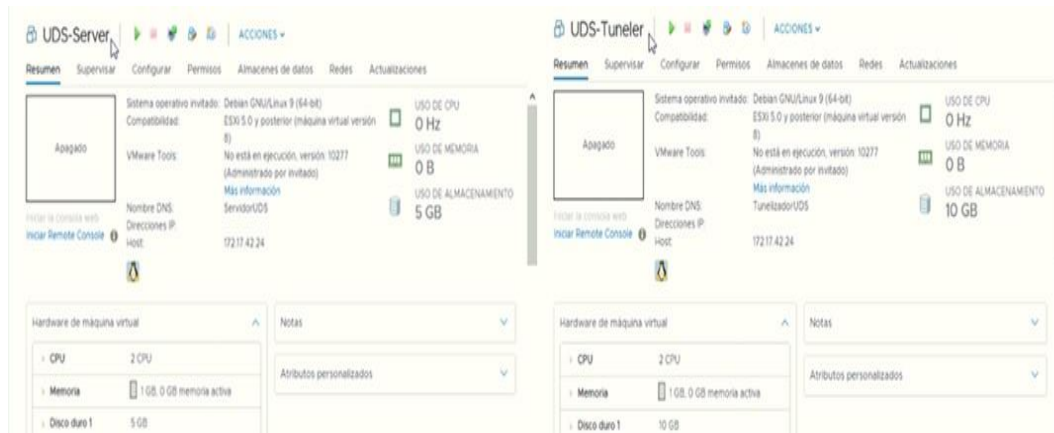 UDS-Server
ACCIONES
Resumen Supervisar Configurar Permisos Almacenes de datos Redes Actualizaciones
Apagado
Iniciar la consola web
Iniciar Remote Console
Sistema operativo invitado: Debian GNU/Linux 9 (64-bit)
Compatibilidad: ESXi 5.0 y posterior (máquina virtual versión
8)
VMware Tools: No está en ejecución, versión: 10277
(Administrado por invitado)
Más información
Nombre DNS: ServidorUDS
Direcciones IP:
Host: 172.17.42.24
USO DE CPU
0 Hz
USO DE MEMORIA
0 B
USO DE ALMACENAMIENTO
5 GB
Hardware de máquina virtual
CPU 2 CPU
Memoria 1 GB, 0 GB memoria activa
Disco duro 1 5 GB
Notas
Atributos personalizados
UDS-Tuneler
ACCIONES
Resumen Supervisar Configurar Permisos Almacenes de datos Redes Actualizaciones
Apagado
Iniciar la consola web
Iniciar Remote Console
Sistema operativo invitado: Debian GNU/Linux 9 (64-bit)
Compatibilidad: ESXi 5.0 y posterior (máquina virtual versión
8)
VMware Tools: No está en ejecución, versión: 10277
(Administrado por invitado)
Más información
Nombre DNS: TunelizadorUDS
Direcciones IP:
Host: 172.17.42.24
USO DE CPU
0 Hz
USO DE MEMORIA
0 B
USO DE ALMACENAMIENTO
10 GB
Hardware de máquina virtual
CPU 2 CPU
Memoria 1 GB, 0 GB memoria activa
Disco duro 1 10 GB
Notas
Atributos personalizados